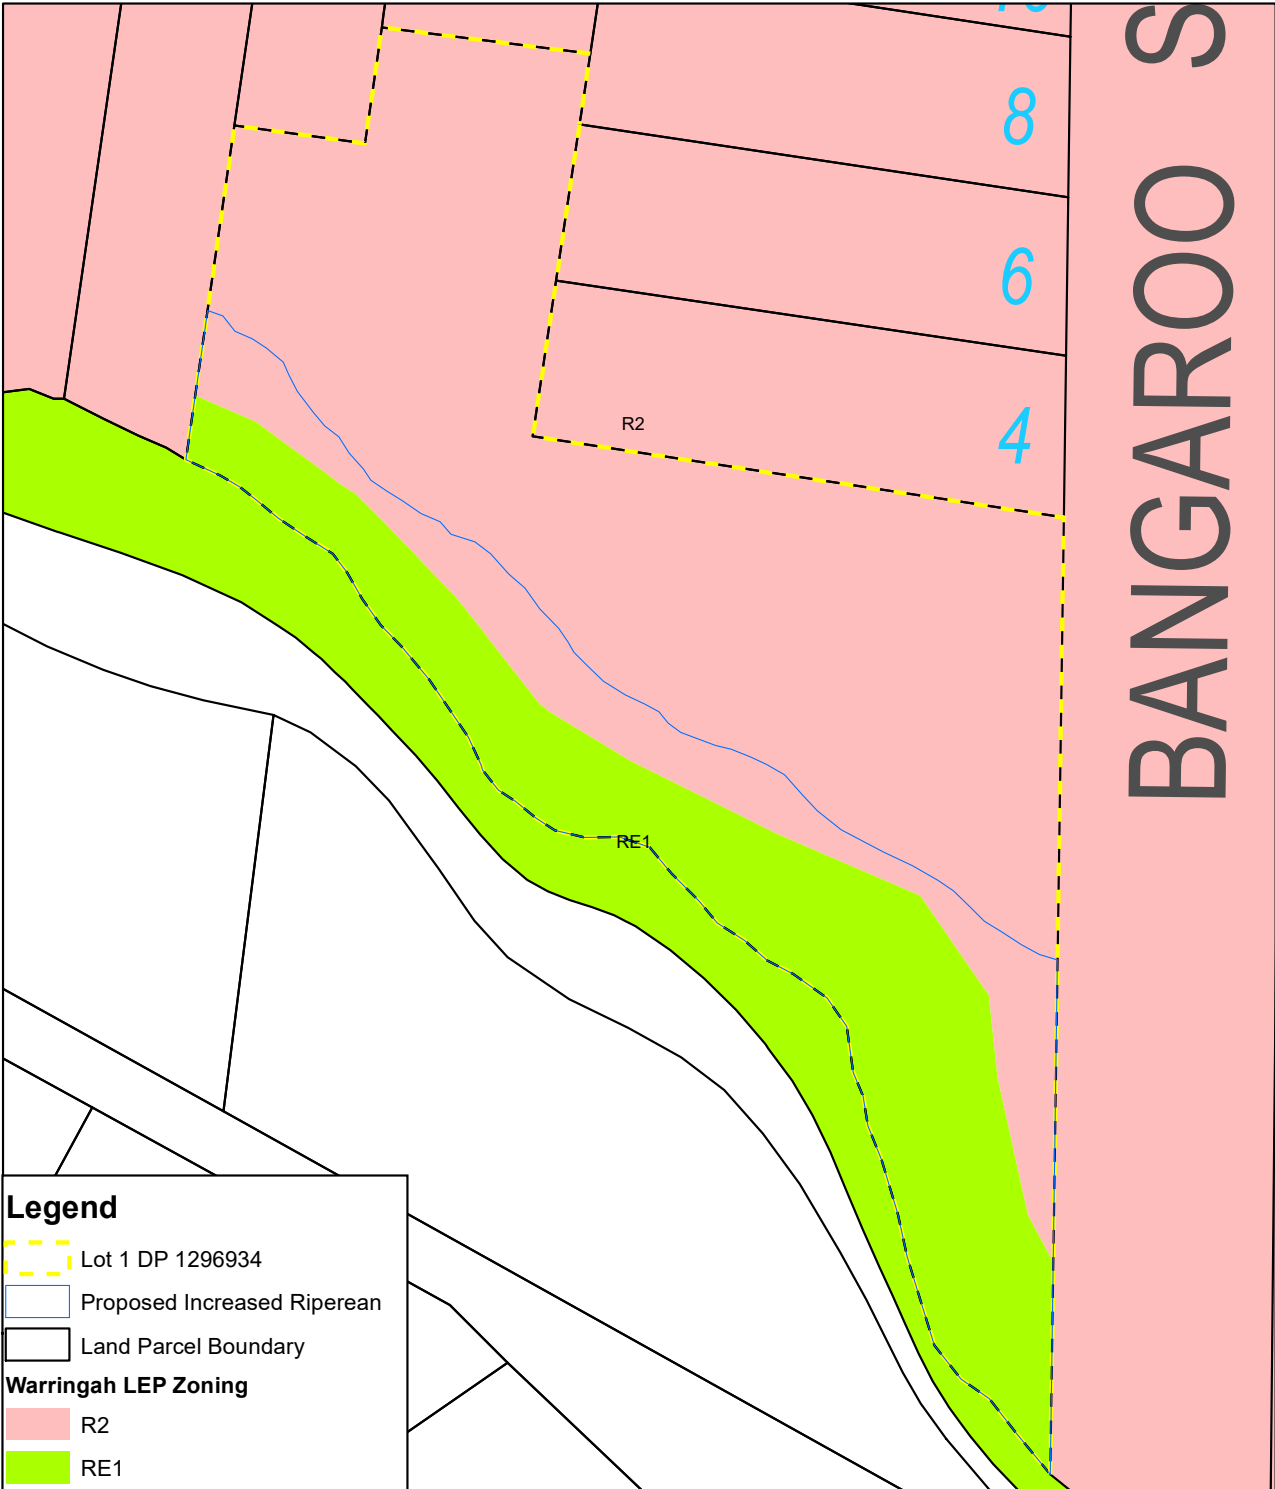 8
6
4
R2
BANGAROO S
RE1
Legend
Lot 1 DP 1296934
Proposed Increased Riperean
Land Parcel Boundary
Warringah LEP Zoning
R2
RE1